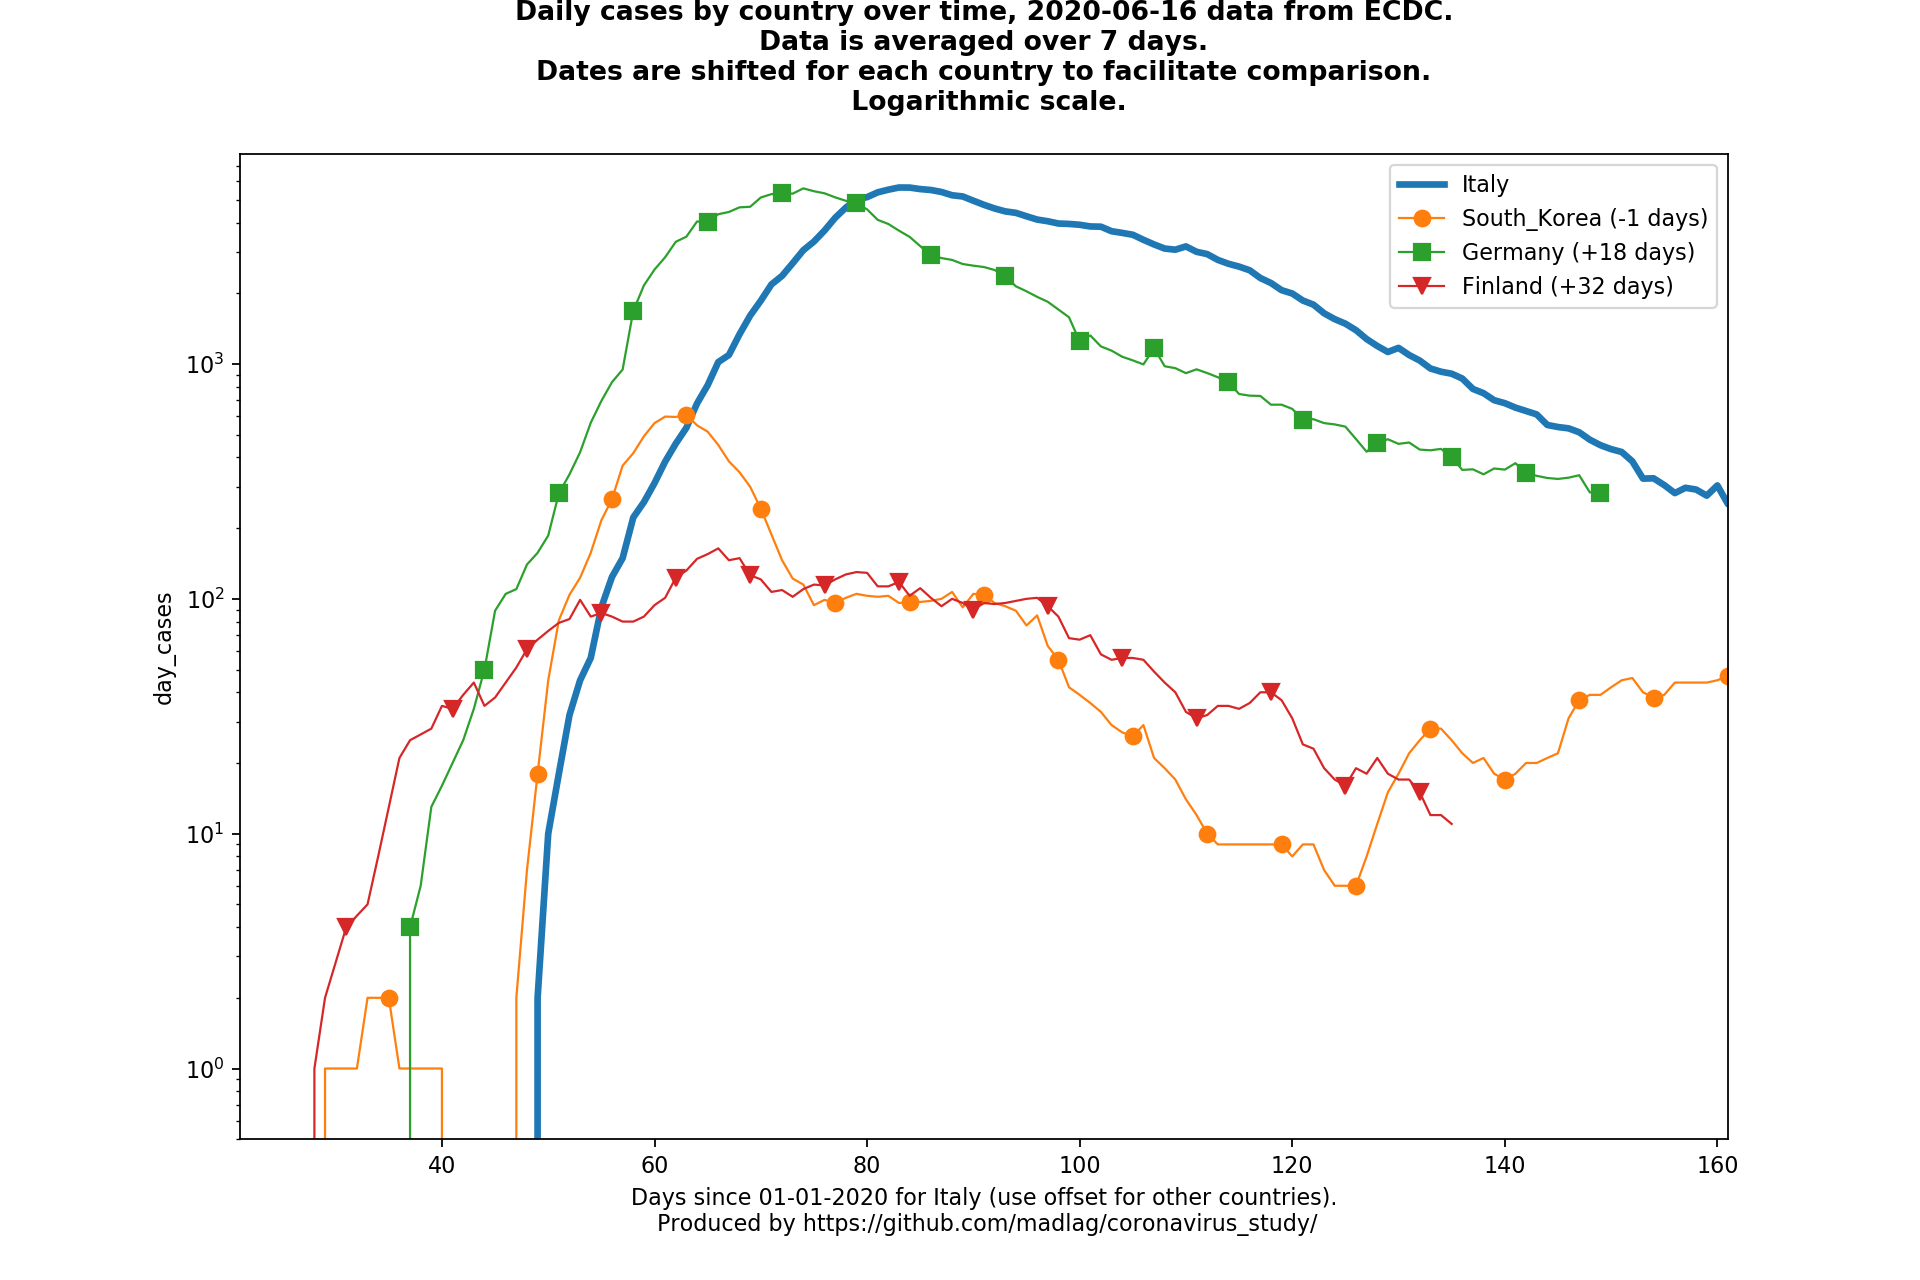 Daily cases by country over time, 2020-06-16 data from ECDC.
Data is averaged over 7 days.
Dates are shifted for each country to facilitate comparison.
Logarithmic scale.
Italy
South_Korea (-1 days)
Germany (+18 days)
Finland (+32 days)
day_cases
10³
10²
10¹
10⁰
40 60 80 100 120 140 160
Days since 01-01-2020 for Italy (use offset for other countries).
Produced by https://github.com/madlag/coronavirus_study/